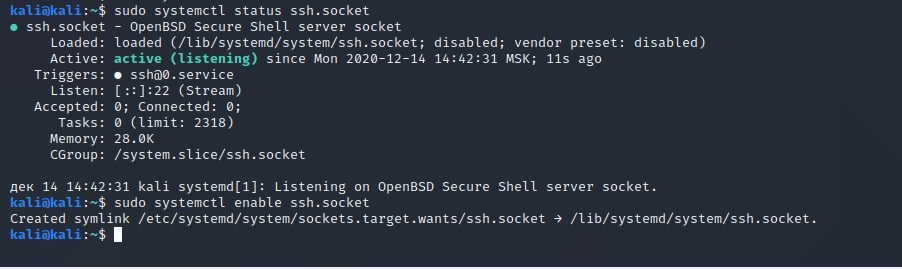 kali@kali:~$ sudo systemctl status ssh.socket
● ssh.socket - OpenBSD Secure Shell server socket
Loaded: loaded (/lib/systemd/system/ssh.socket; disabled; vendor preset: disabled)
Active: active (listening) since Mon 2020-12-14 14:42:31 MSK; 11s ago
Triggers: ● ssh@0.service
Listen: [::]:22 (Stream)
Accepted: 0; Connected: 0;
Tasks: 0 (limit: 2318)
Memory: 28.0K
CGroup: /system.slice/ssh.socket
дек 14 14:42:31 kali systemd[1]: Listening on OpenBSD Secure Shell server socket.
kali@kali:~$ sudo systemctl enable ssh.socket
Created symlink /etc/systemd/system/sockets.target.wants/ssh.socket → /lib/systemd/system/ssh.socket.
kali@kali:~$